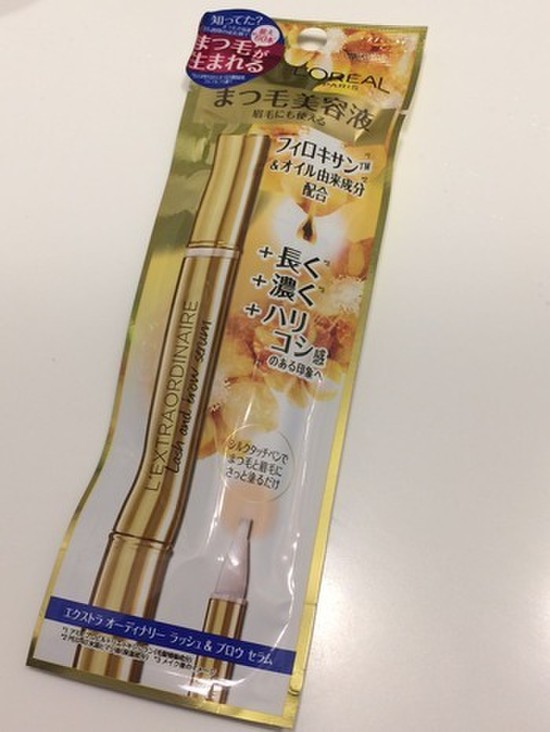 知ってた?
まつ毛が
生まれる
L'ORÉAL
PARIS
まつ毛美容液
眉毛にも使える
フィロキサン™
&オイル由来成分
配合
+長く
+濃く
+ハリ
コシ感
のある印象へ
L'EXTRAORDINAIRE
Lash and brow serum
シルクタッチペンで
まつ毛と眉毛に
さっと塗るだけ
エクストラ オーディナリー ラッシュ & ブロウ セラム